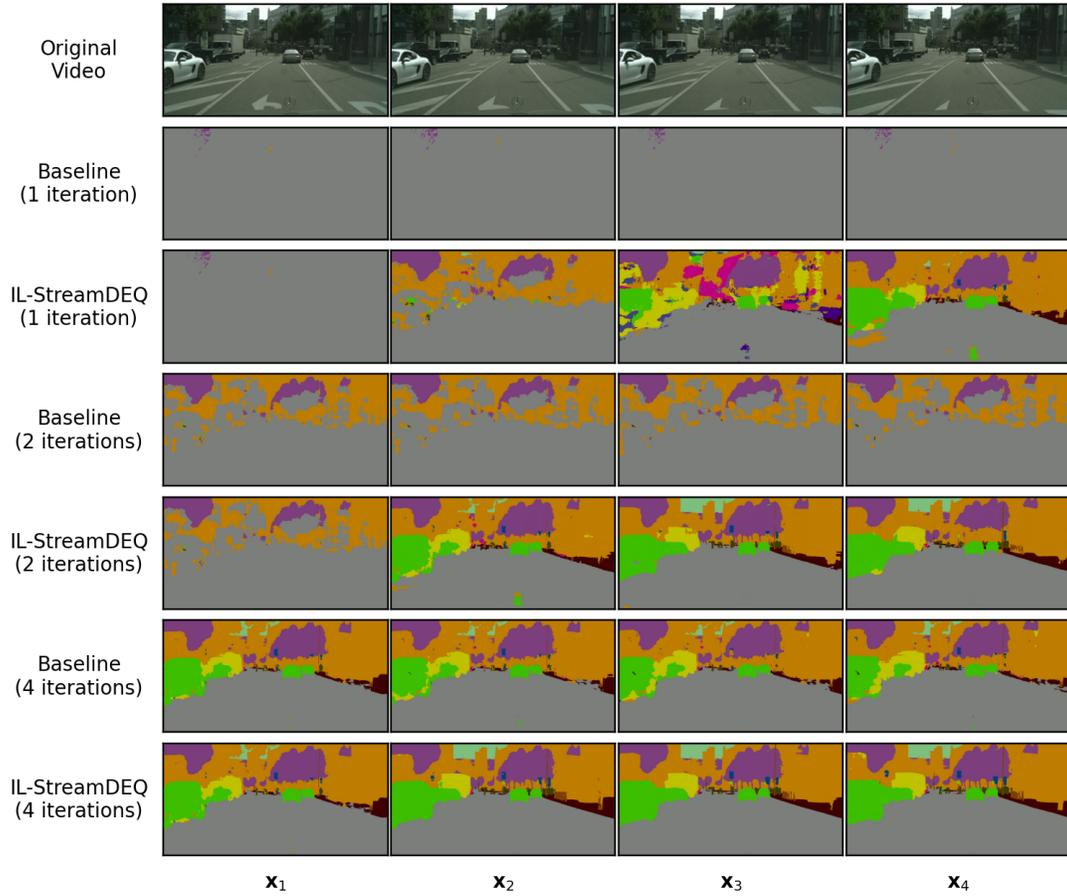 Original
Video
Baseline
(1 iteration)
IL-StreamDEQ
(1 iteration)
Baseline
(2 iterations)
IL-StreamDEQ
(2 iterations)
Baseline
(4 iterations)
IL-StreamDEQ
(4 iterations)
x₁ x₂ x₃ x₄